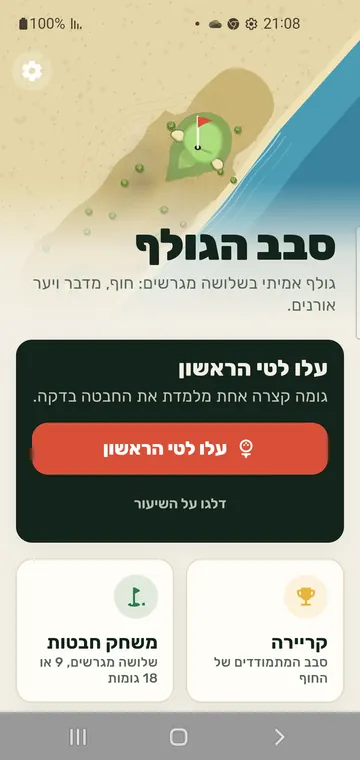 100% 21:08
סבב הגולף
גולף אמיתי בשלושה מגרשים: חוף, מדבר ויער
אורנים.
עלו לטי הראשון
גומה קצרה אחת מלמדת את החבטה בדקה.
עלו לטי הראשון
דלגו על השיעור
קריירה
סבב המתמודדים של
החוף
משחק חבטות
שלושה מגרשים, 9 או
18 גומות